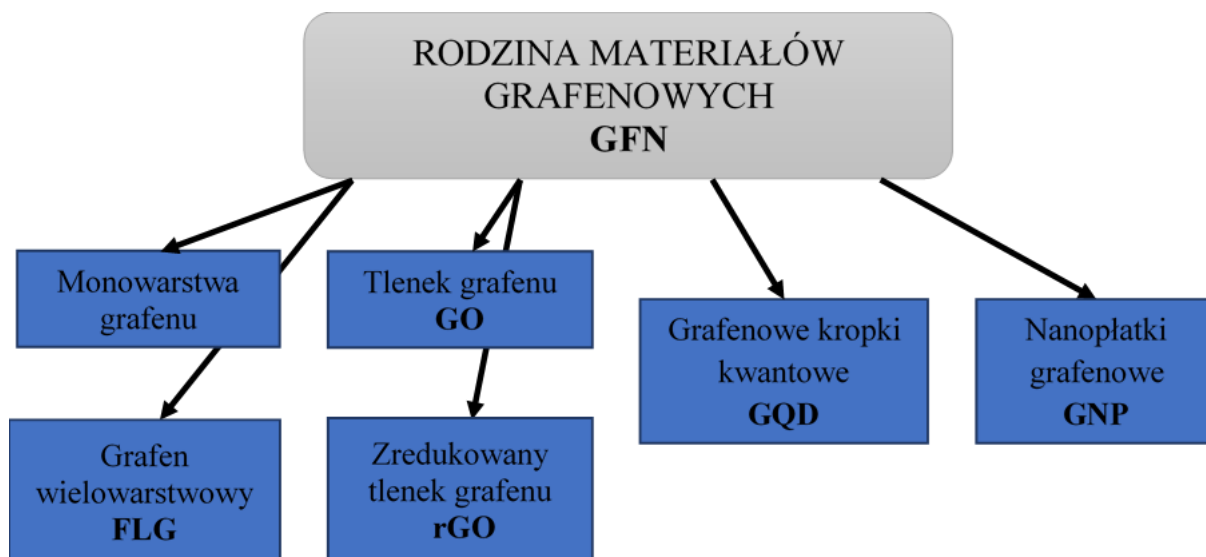 RODZINA MATERIAŁÓW
GRAFENOWYCH
GFN
Monowarstwa
grafenu
Tlenek grafenu
GO
Grafenowe kropki
kwantowe
GQD
Nanopłatki
grafenowe
GNP
Grafen
wielowarstwowy
FLG
Zredukowany
tlenek grafenu
rGO